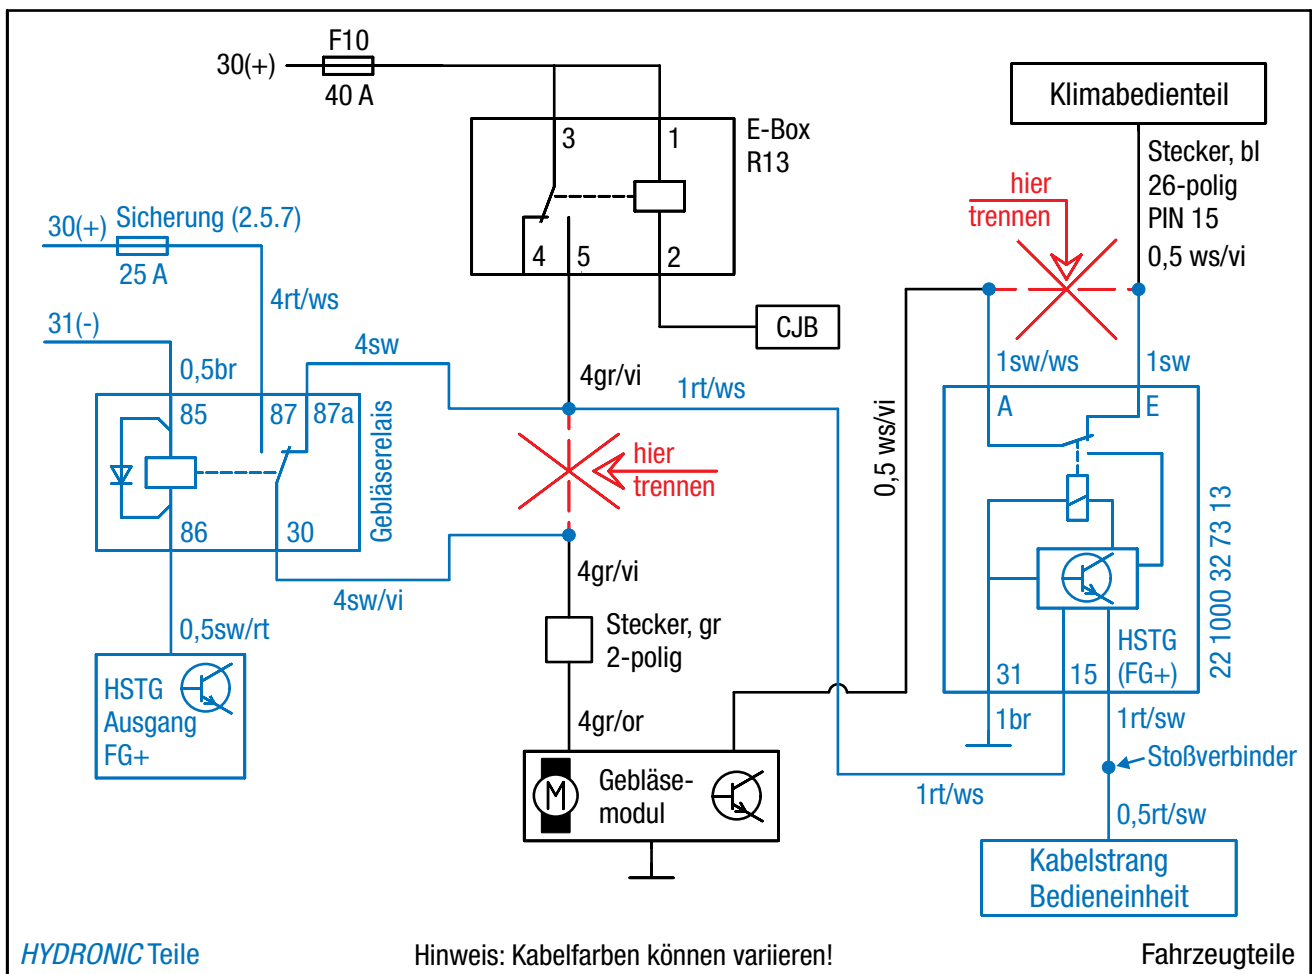 F10
30(+)
40 A
E-Box
R13
3
1
4
5
2
CJB
Klimabedienteil
Stecker, bl
26-polig
PIN 15
0,5 ws/vi
hier
trennen
Sicherung (2.5.7)
30(+)
25 A
4rt/ws
31(-)
0,5br
4sw
4gr/vi
1rt/ws
1sw/ws
1sw
85
87
87a
86
30
Gebläserelais
hier
trennen
4sw/vi
4gr/vi
0,5sw/rt
HSTG
Ausgang
FG+
Stecker, gr
2-polig
4gr/or
M
Gebläse-
modul
0,5 ws/vi
A
E
HSTG
(FG+)
31
15
22 1000 32 73 13
1br
1rt/sw
1rt/ws
Stoßverbinder
0,5rt/sw
Kabelstrang
Bedieneinheit
HYDRONIC Teile
Hinweis: Kabelfarben können variieren!
Fahrzeugteile